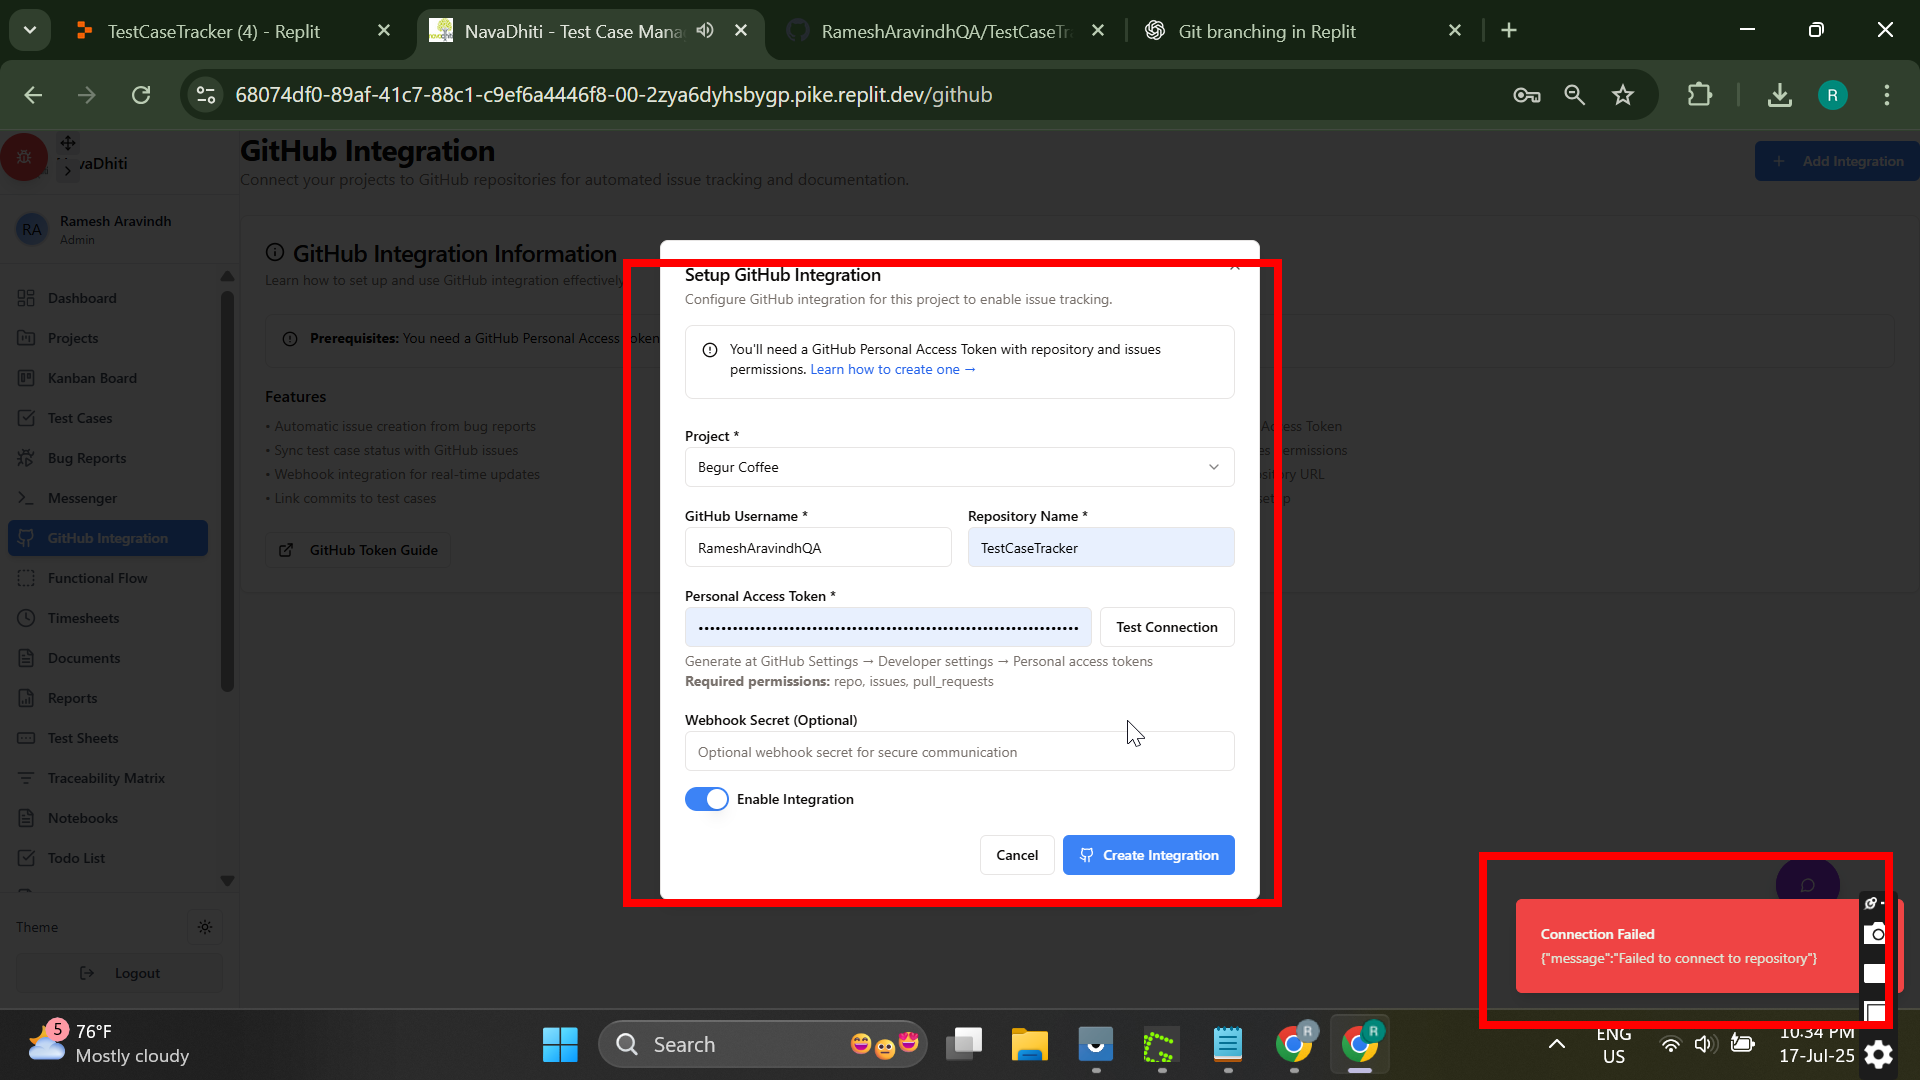 TestCaseTracker (4) - Replit
NavaDhiti - Test Case Mana
RameshAravindhQA/TestCaseTr
Git branching in Replit
68074df0-89af-41c7-88c1-c9ef6a4446f8-00-2zya6dyhsbygp.pike.replit.dev/github
R
vaDhiti
GitHub Integration
Connect your projects to GitHub repositories for automated issue tracking and documentation.
+ Add Integration
RA
Ramesh Aravindh
Admin
Dashboard
Projects
Kanban Board
Test Cases
Bug Reports
Messenger
GitHub Integration
Functional Flow
Timesheets
Documents
Reports
Test Sheets
Traceability Matrix
Notebooks
Todo List
Theme
Logout
GitHub Integration Information
Learn how to set up and use GitHub integration effectively
Prerequisites: You need a GitHub Personal Access Token
Features
• Automatic issue creation from bug reports
• Sync test case status with GitHub issues
• Webhook integration for real-time updates
• Link commits to test cases
GitHub Token Guide
Access Token
permissions
URL
Setup GitHub Integration
Configure GitHub integration for this project to enable issue tracking.
You'll need a GitHub Personal Access Token with repository and issues
permissions. Learn how to create one →
Project *
Begur Coffee
GitHub Username *
RameshAravindhQA
Repository Name *
TestCaseTracker
Personal Access Token *
Test Connection
Generate at GitHub Settings → Developer settings → Personal access tokens
Required permissions: repo, issues, pull_requests
Webhook Secret (Optional)
Optional webhook secret for secure communication
Enable Integration
Cancel
Create Integration
Connection Failed
{"message":"Failed to connect to repository"}
5
76°F
Mostly cloudy
Search
R
R
ENG
US
10:34 PM
17-Jul-25